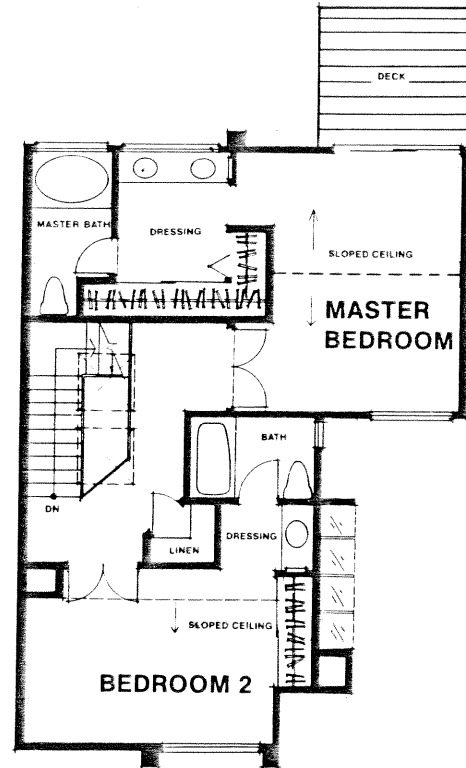 DECK
MASTER BATH
DRESSING
SLOPED CEILING
MASTER
BEDROOM
BATH
DN
LINEN
DRESSING
SLOPED CEILING
BEDROOM 2